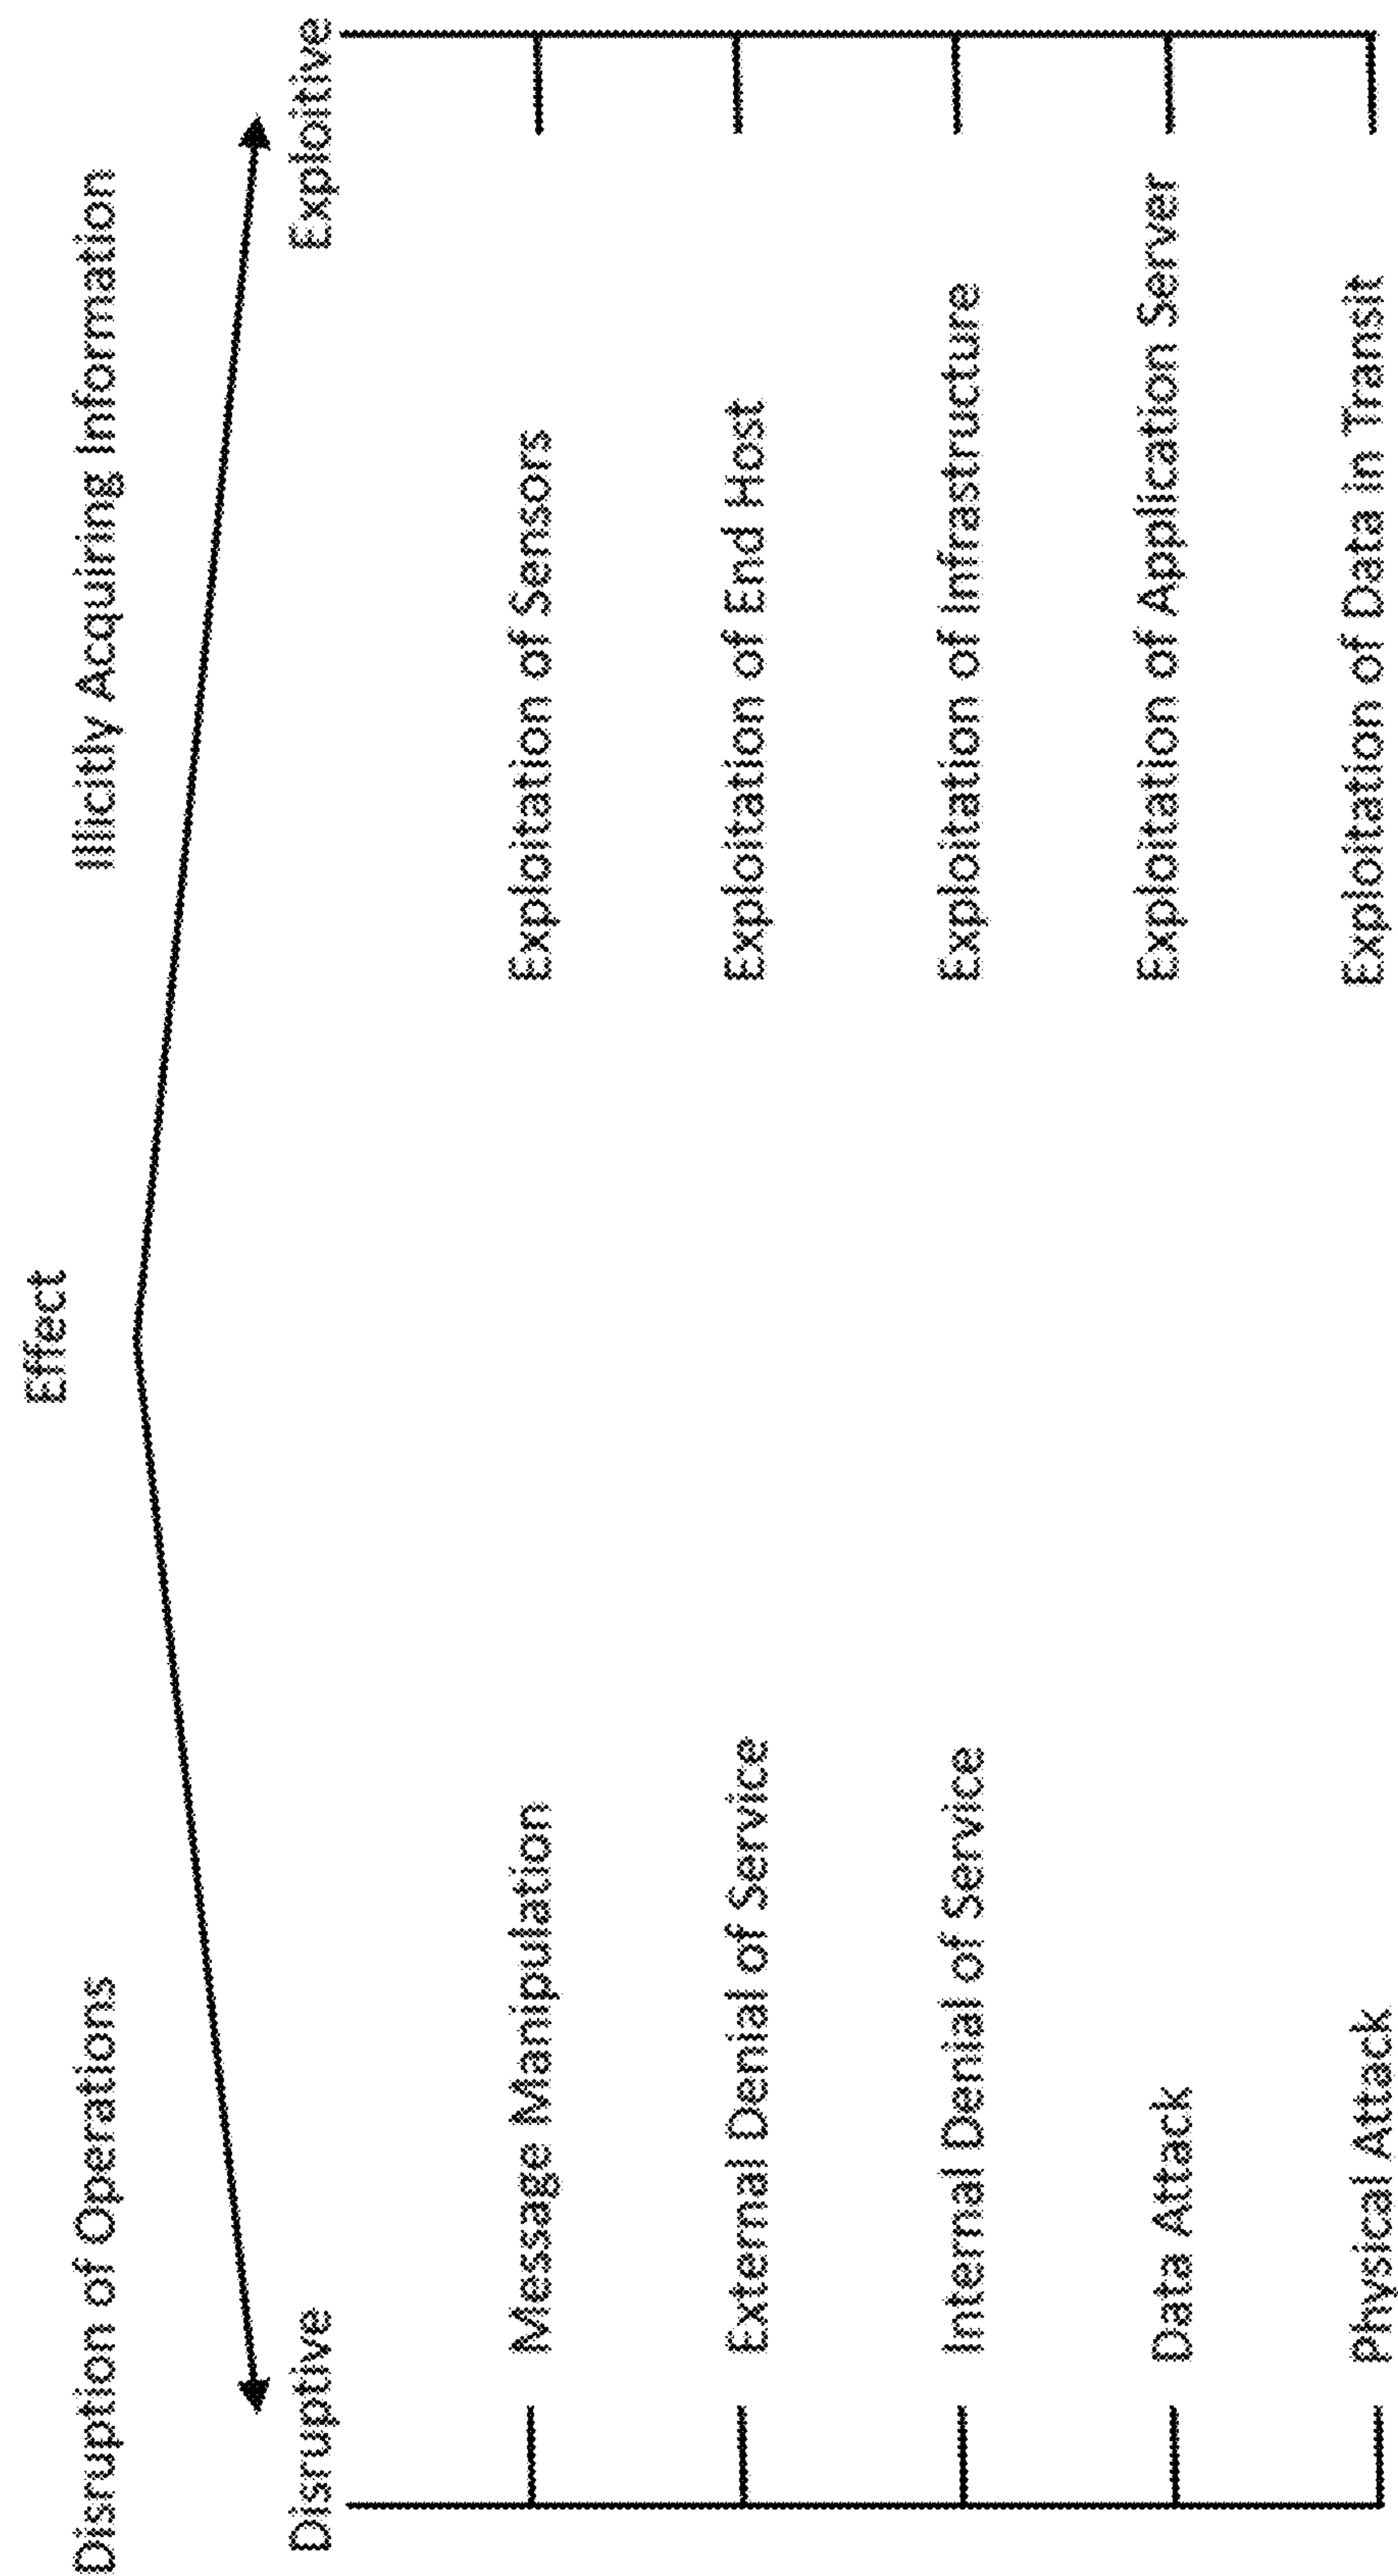 Effect
Disruption of Operations
Illicitly Acquiring Information
Disruptive
Exploitive
Message Manipulation
Exploitation of Sensors
External Denial of Service
Exploitation of End Host
Internal Denial of Service
Exploitation of Infrastructure
Data Attack
Exploitation of Application Server
Physical Attack
Exploitation of Data in Transit